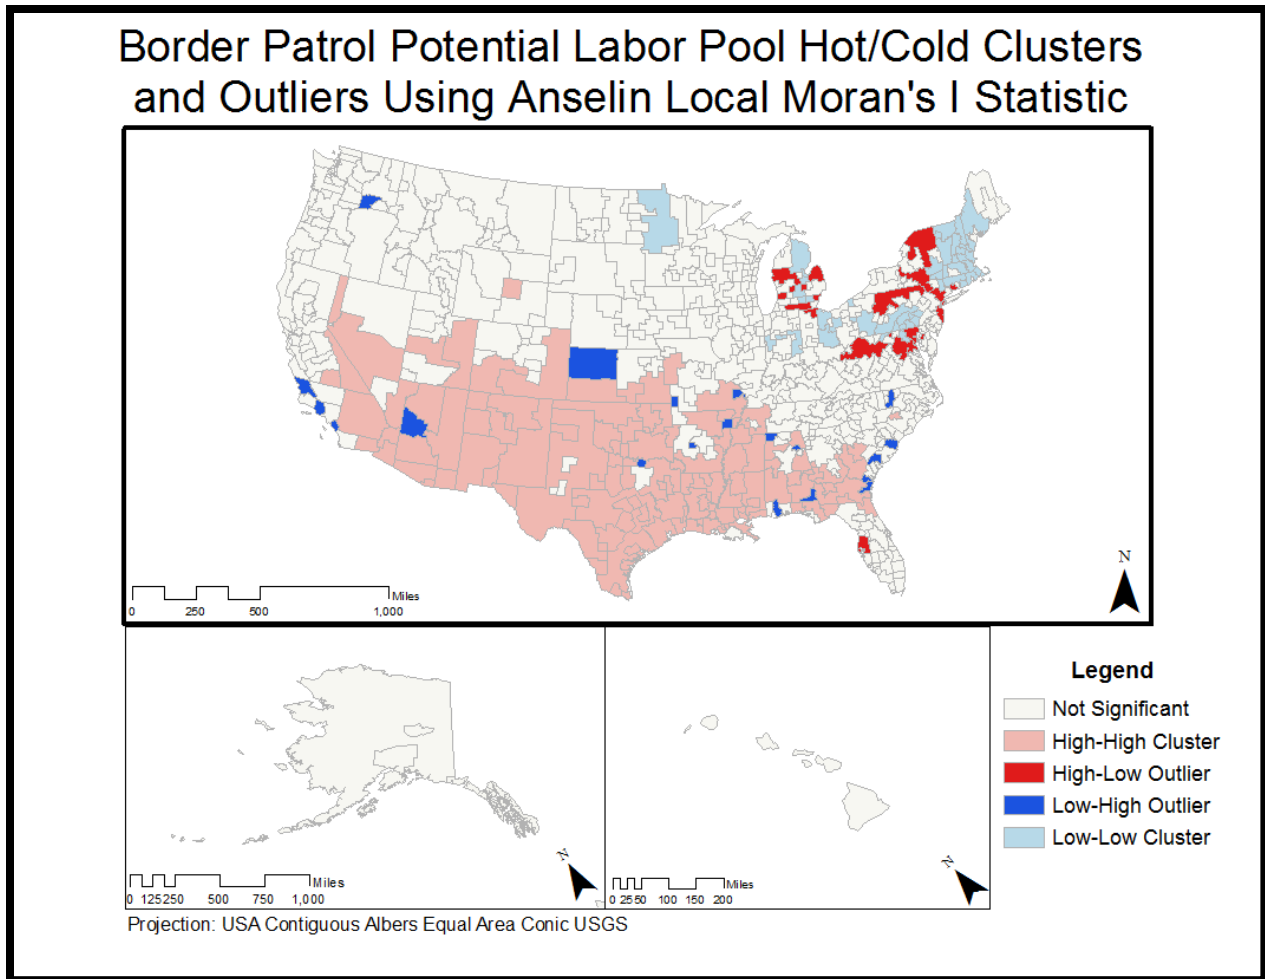 Border Patrol Potential Labor Pool Hot/Cold Clusters
and Outliers Using Anselin Local Moran's I Statistic
N
Miles
0 250 500 1,000
N
Miles
0 125 250 500 750 1,000
N
Miles
0 25 50 100 150 200
Legend
Not Significant
High-High Cluster
High-Low Outlier
Low-High Outlier
Low-Low Cluster
Projection: USA Contiguous Albers Equal Area Conic USGS